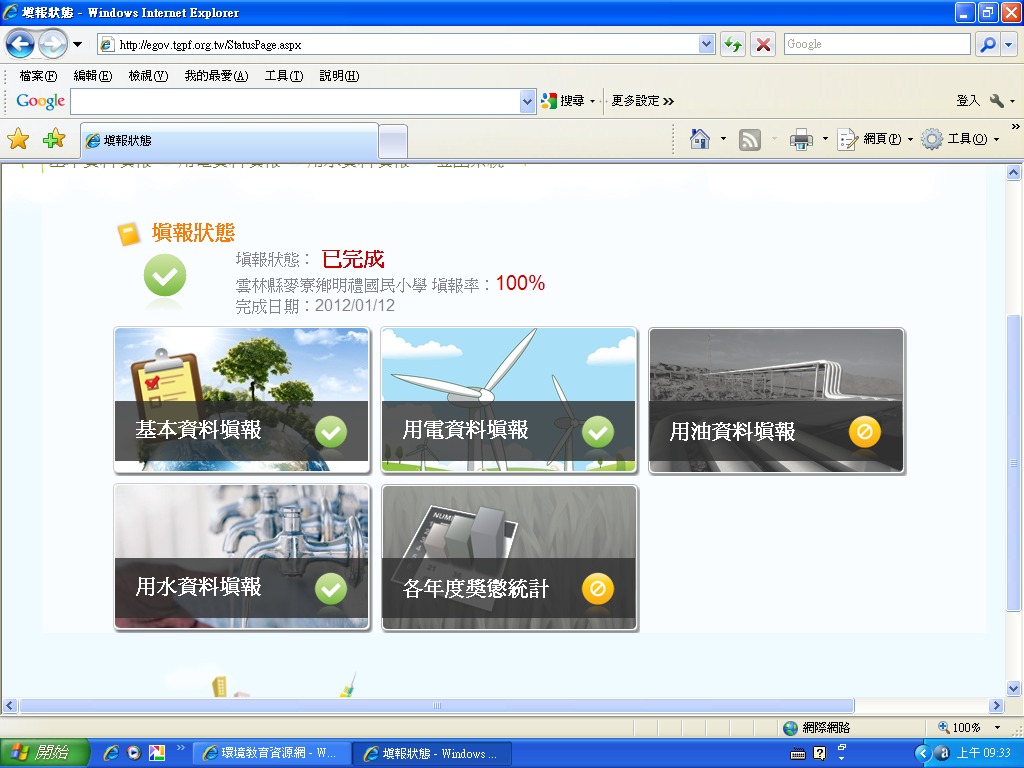 填報狀態 - Windows Internet Explorer
http://egov.tgpf.org.tw/StatusPage.aspx
Google
檔案(F) 編輯(E) 檢視(V) 我的最愛(A) 工具(T) 說明(H)
Google 搜尋 更多設定 >> 登入
填報狀態 網頁(P) 工具(O) >>
填報狀態
填報狀態： 已完成
雲林縣麥寮鄉明禮國民小學 填報率：100%
完成日期：2012/01/12
基本資料填報
用電資料填報
用油資料填報
用水資料填報
各年度獎懲統計
網際網路 100%
開始 環境教育資源網 - W... 填報狀態 - Windows ... 上午 09:33